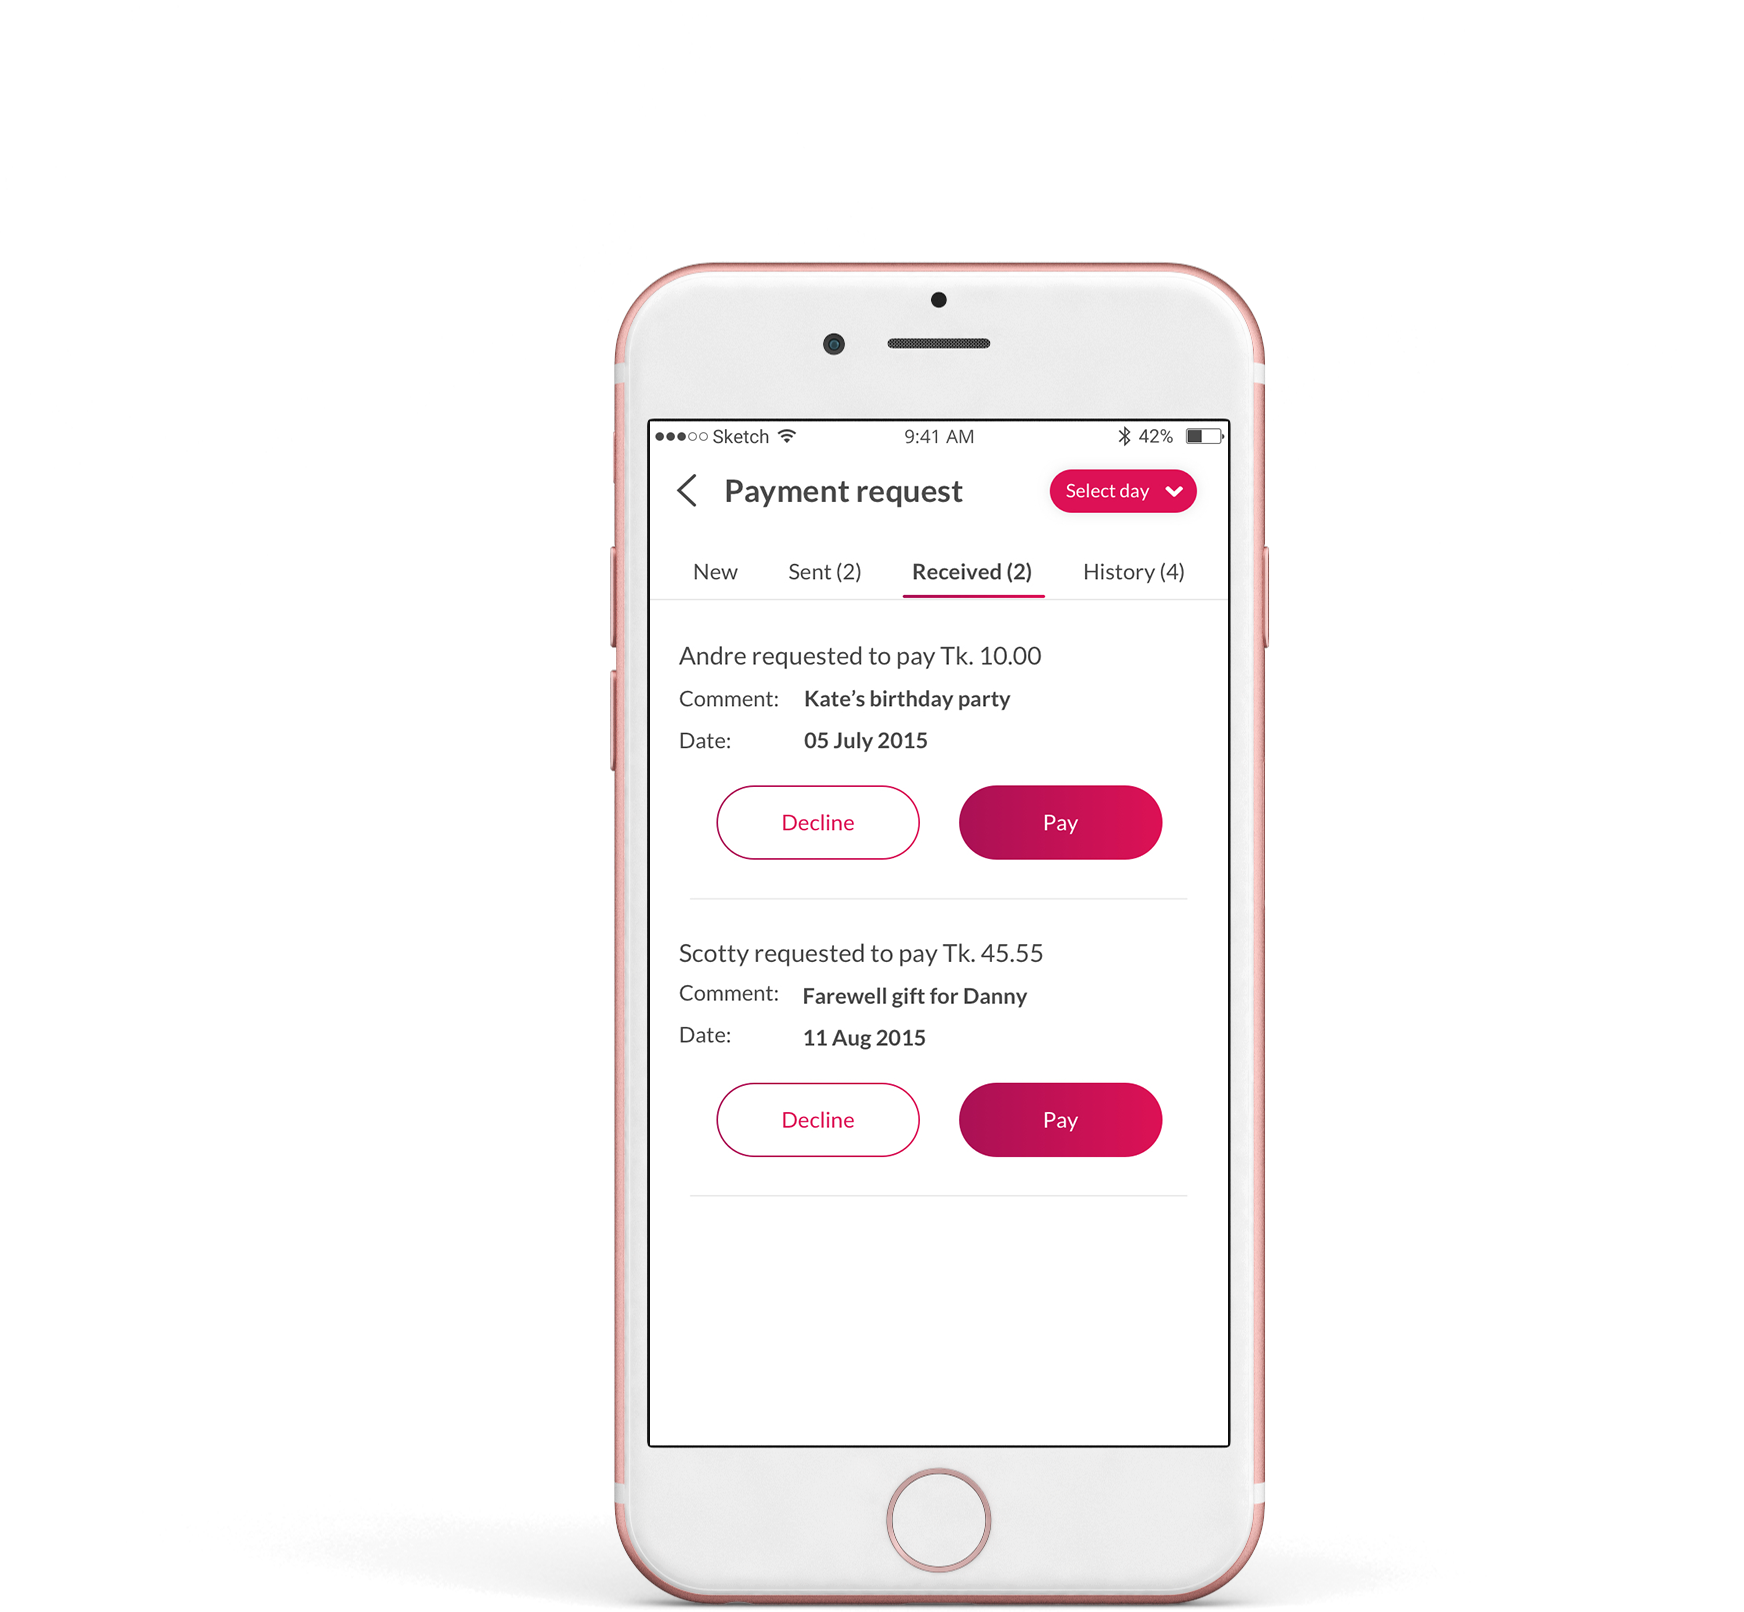 Sketch 9:41 AM 42%
Payment request Select day
New Sent (2) Received (2) History (4)
Andre requested to pay Tk. 10.00
Comment: Kate’s birthday party
Date: 05 July 2015
Decline Pay
Scotty requested to pay Tk. 45.55
Comment: Farewell gift for Danny
Date: 11 Aug 2015
Decline Pay